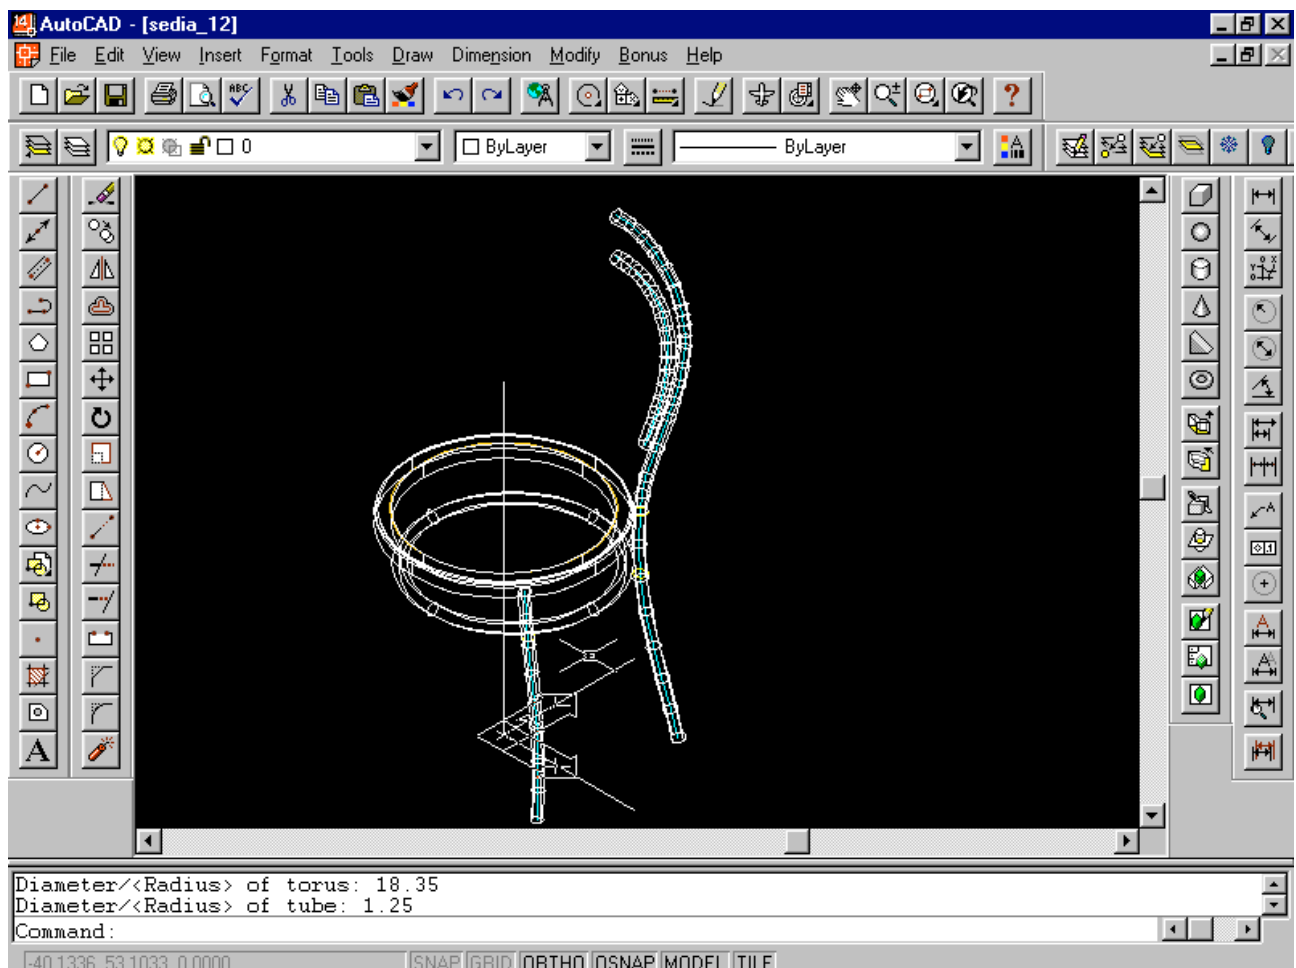 AutoCAD - [sedia_12]
File Edit View Insert Format Tools Draw Dimension Modify Bonus Help
ABC
?
0 ByLayer ByLayer
A
Diameter/<Radius> of torus: 18.35
Diameter/<Radius> of tube: 1.25
Command:
-40.1336, 53.1033, 0.0000 SNAP GRID ORTHO OSNAP MODEL TILE